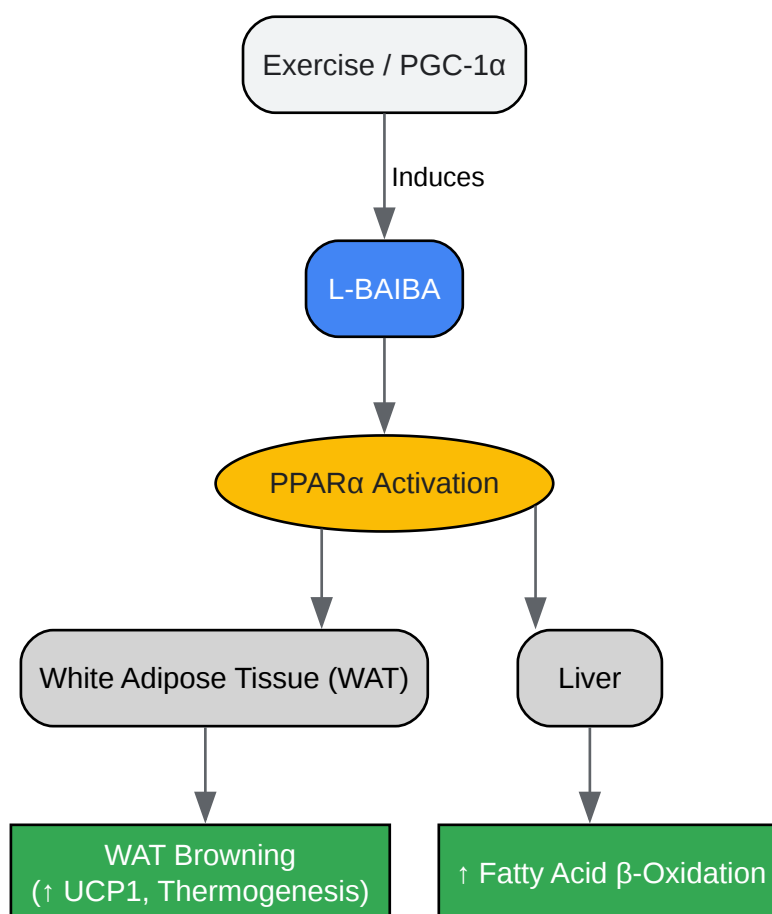 Exercise / PGC-1α
Induces
L-BAIBA
PPARα Activation
White Adipose Tissue (WAT)
Liver
WAT Browning
(↑ UCP1, Thermogenesis)
↑ Fatty Acid β-Oxidation